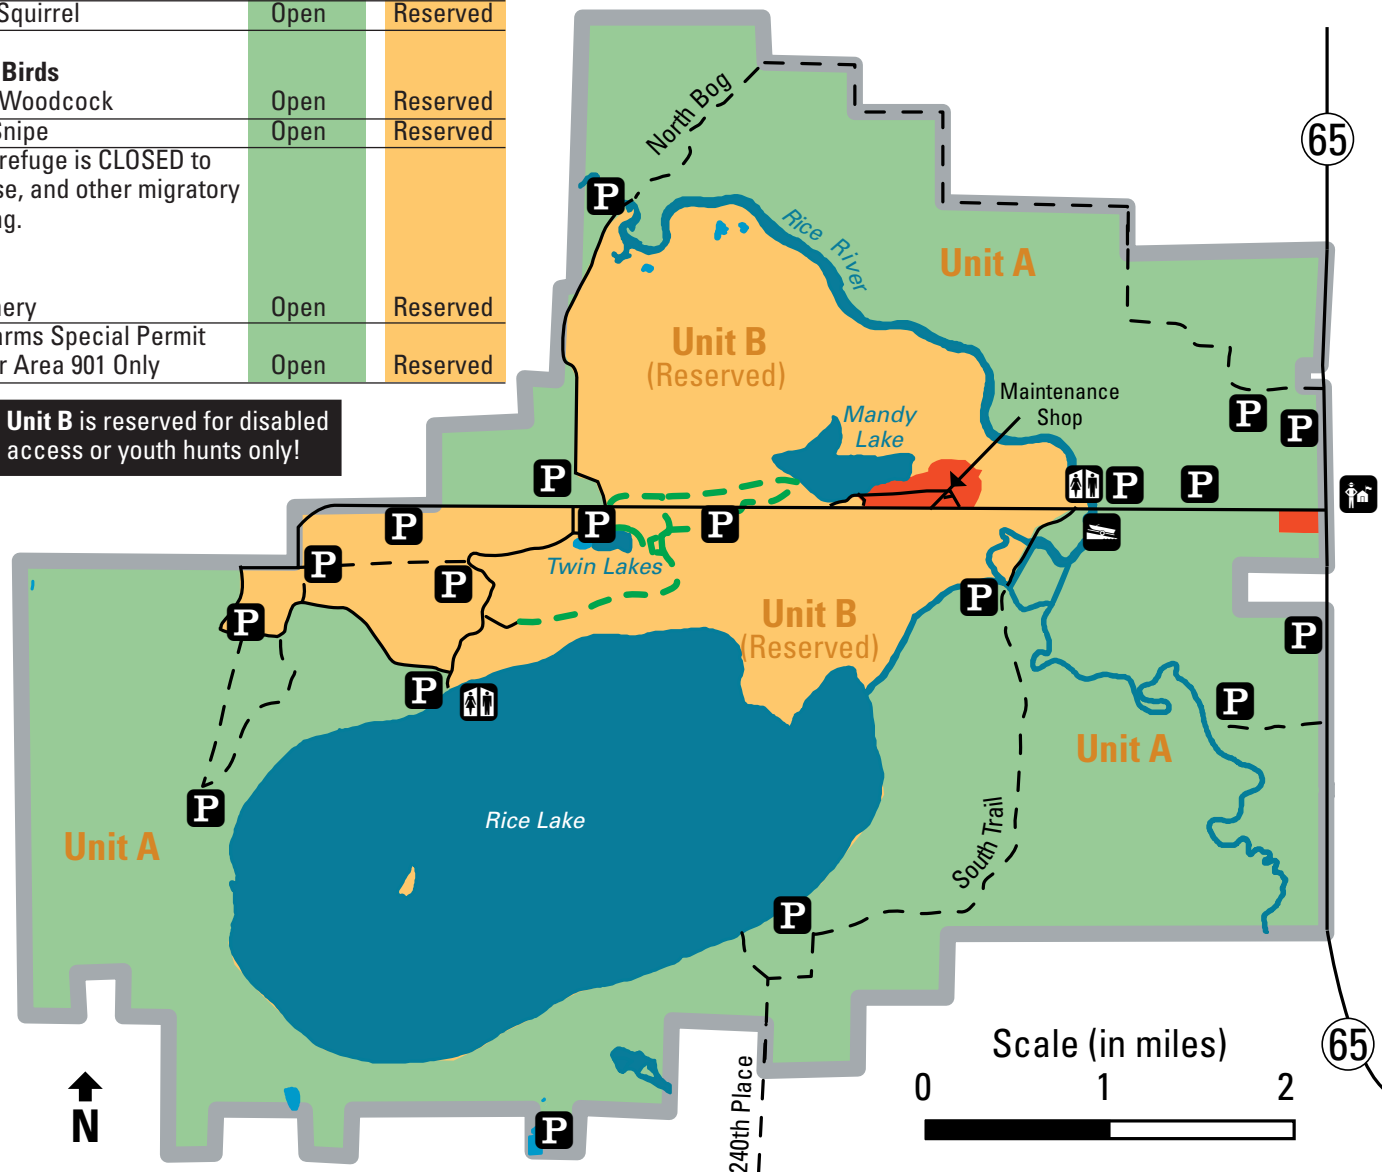 Squirrel Open Reserved
Birds
Woodcock Open Reserved
Snipe Open Reserved
refuge is CLOSED to
se, and other migratory
Open Reserved
arms Special Permit
r Area 901 Only Open Reserved
Unit B is reserved for disabled
access or youth hunts only!
North Bog
65
P
Rice River
Unit A
Unit B
(Reserved)
Maintenance
Shop
Mandy
Lake
P
P
P
P
P
P
P
P
Twin Lakes
P
P
P
Unit B
(Reserved)
P
P
P
P
P
Unit A
P
Rice Lake
Unit A
South Trail
P
Scale (in miles)
0 1 2
65
N
240th Place
P